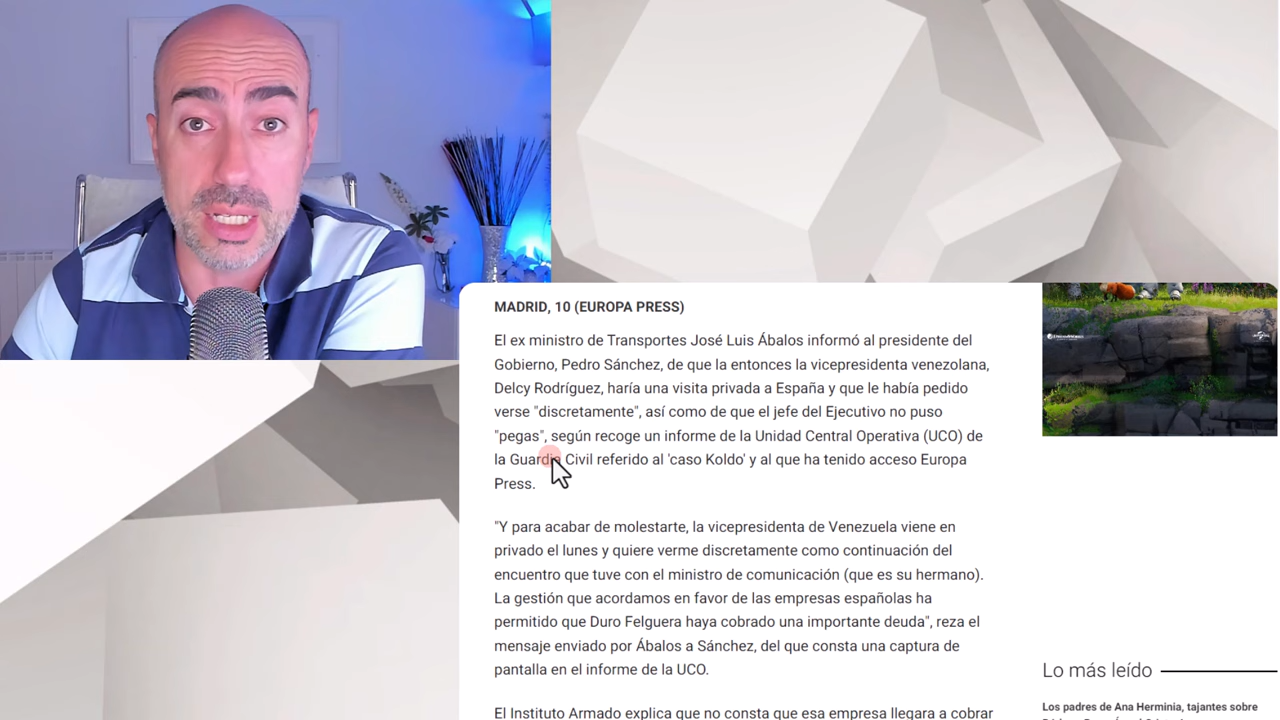 MADRID, 10 (EUROPA PRESS)
El ex ministro de Transportes José Luis Ábalos informó al presidente del
Gobierno, Pedro Sánchez, de que la entonces la vicepresidenta venezolana,
Delcy Rodríguez, haría una visita privada a España y que le había pedido
verse "discretamente", así como de que el jefe del Ejecutivo no puso
"pegas", según recoge un informe de la Unidad Central Operativa (UCO) de
la Guardia Civil referido al 'caso Koldo' y al que ha tenido acceso Europa
Press.
"Y para acabar de molestarte, la vicepresidenta de Venezuela viene en
privado el lunes y quiere verme discretamente como continuación del
encuentro que tuve con el ministro de comunicación (que es su hermano).
La gestión que acordamos en favor de las empresas españolas ha
permitido que Duro Felguera haya cobrado una importante deuda", reza el
mensaje enviado por Ábalos a Sánchez, del que consta una captura de
pantalla en el informe de la UCO.
El Instituto Armado explica que no consta que esa empresa llegara a cobrar
Lo más leído
Los padres de Ana Herminia, tajantes sobre